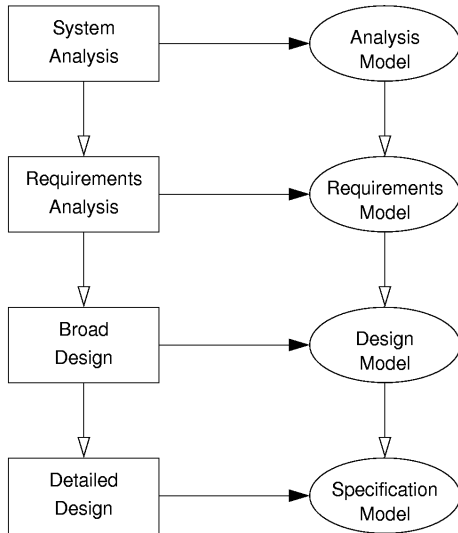 System
Analysis
Analysis
Model
Requirements
Analysis
Requirements
Model
Broad
Design
Design
Model
Detailed
Design
Specification
Model